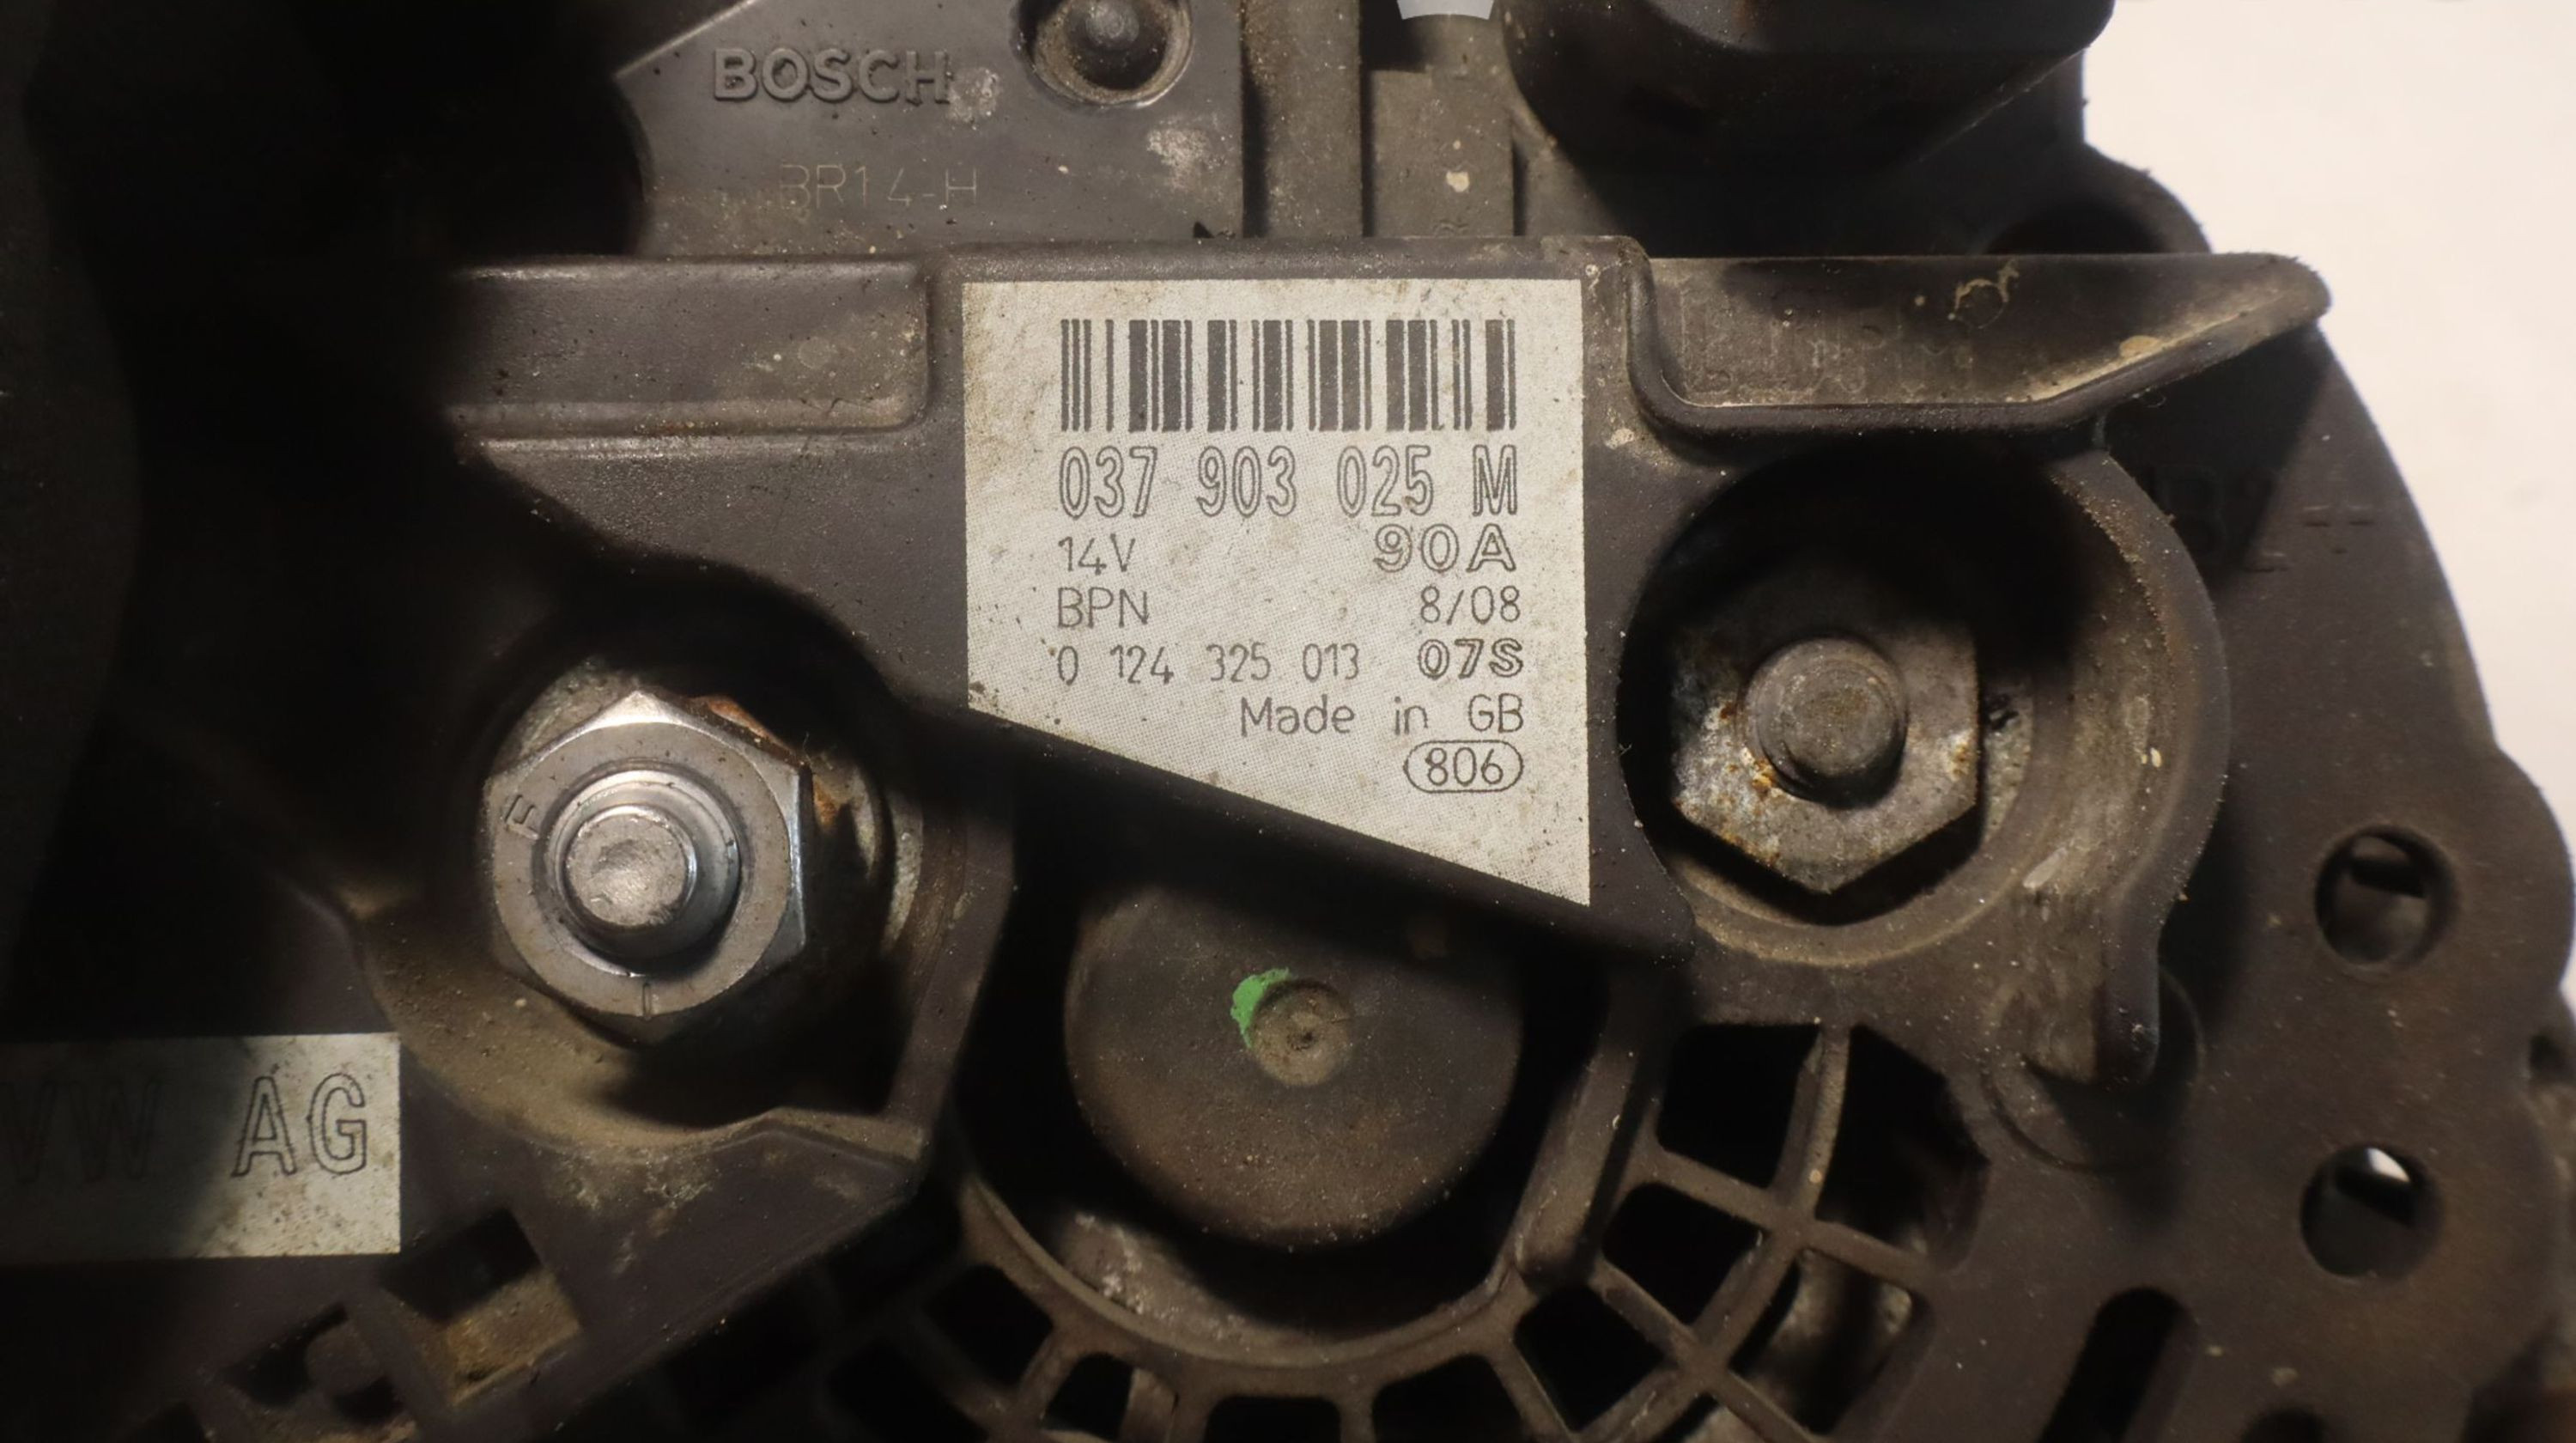 BOSCH
BR14-H
037 903 025 M
14V 90A
BPN 8/08
0 124 325 013 07S
Made in GB
806
VW AG